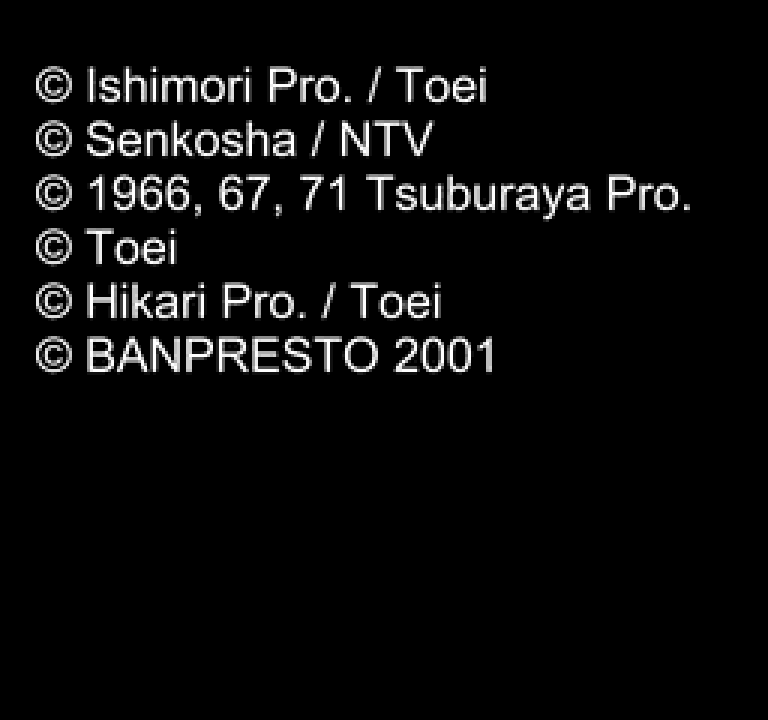 © Ishimori Pro. / Toei
© Senkosha / NTV
© 1966, 67, 71 Tsuburaya Pro.
© Toei
© Hikari Pro. / Toei
© BANPRESTO 2001